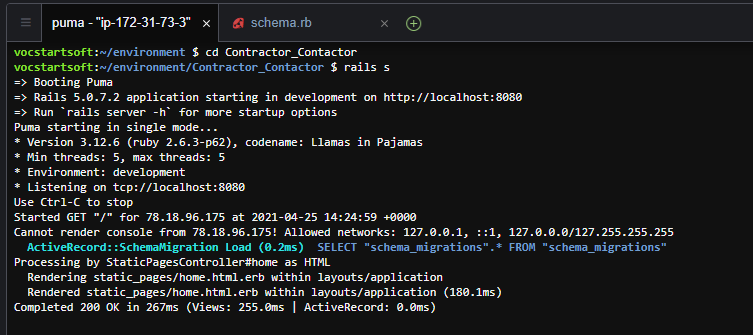 puma - "ip-172-31-73-3" × schema.rb ×
vocstartsoft:~/environment $ cd Contractor_Contactor
vocstartsoft:~/environment/Contractor_Contactor $ rails s
=> Booting Puma
=> Rails 5.0.7.2 application starting in development on http://localhost:8080
=> Run `rails server -h` for more startup options
Puma starting in single mode...
* Version 3.12.6 (ruby 2.6.3-p62), codename: Llamas in Pajamas
* Min threads: 5, max threads: 5
* Environment: development
* Listening on tcp://localhost:8080
Use Ctrl-C to stop
Started GET "/" for 78.18.96.175 at 2021-04-25 14:24:59 +0000
Cannot render console from 78.18.96.175! Allowed networks: 127.0.0.1, ::1, 127.0.0.0/127.255.255.255
ActiveRecord::SchemaMigration Load (0.2ms) SELECT "schema_migrations".* FROM "schema_migrations"
Processing by StaticPagesController#home as HTML
Rendering static_pages/home.html.erb within layouts/application
Rendered static_pages/home.html.erb within layouts/application (180.1ms)
Completed 200 OK in 267ms (Views: 255.0ms | ActiveRecord: 0.0ms)